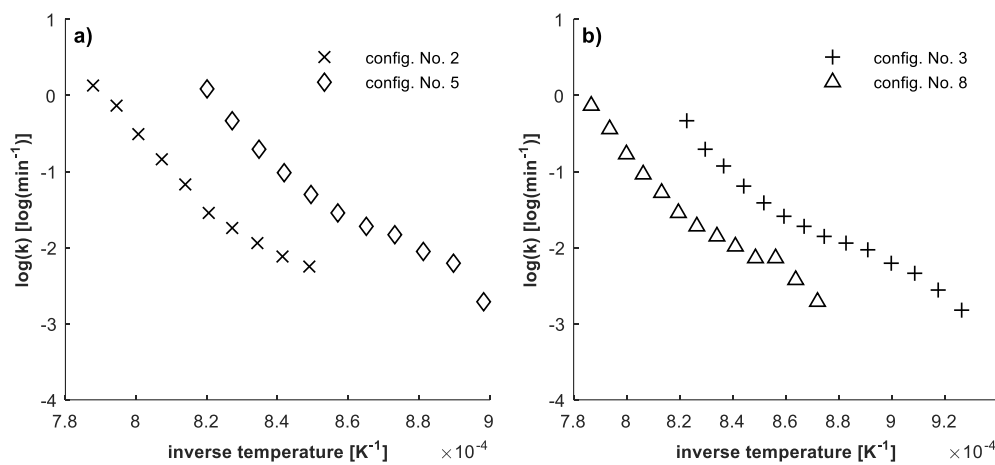 a)
config. No. 2
config. No. 5
1
0
-1
-2
-3
-4
log(k) [log(min⁻¹)]
7.8 8 8.2 8.4 8.6 8.8 9
inverse temperature [K⁻¹] ×10⁻⁴
b)
config. No. 3
config. No. 8
1
0
-1
-2
-3
-4
log(k) [log(min⁻¹)]
7.8 8 8.2 8.4 8.6 8.8 9 9.2
inverse temperature [K⁻¹] ×10⁻⁴